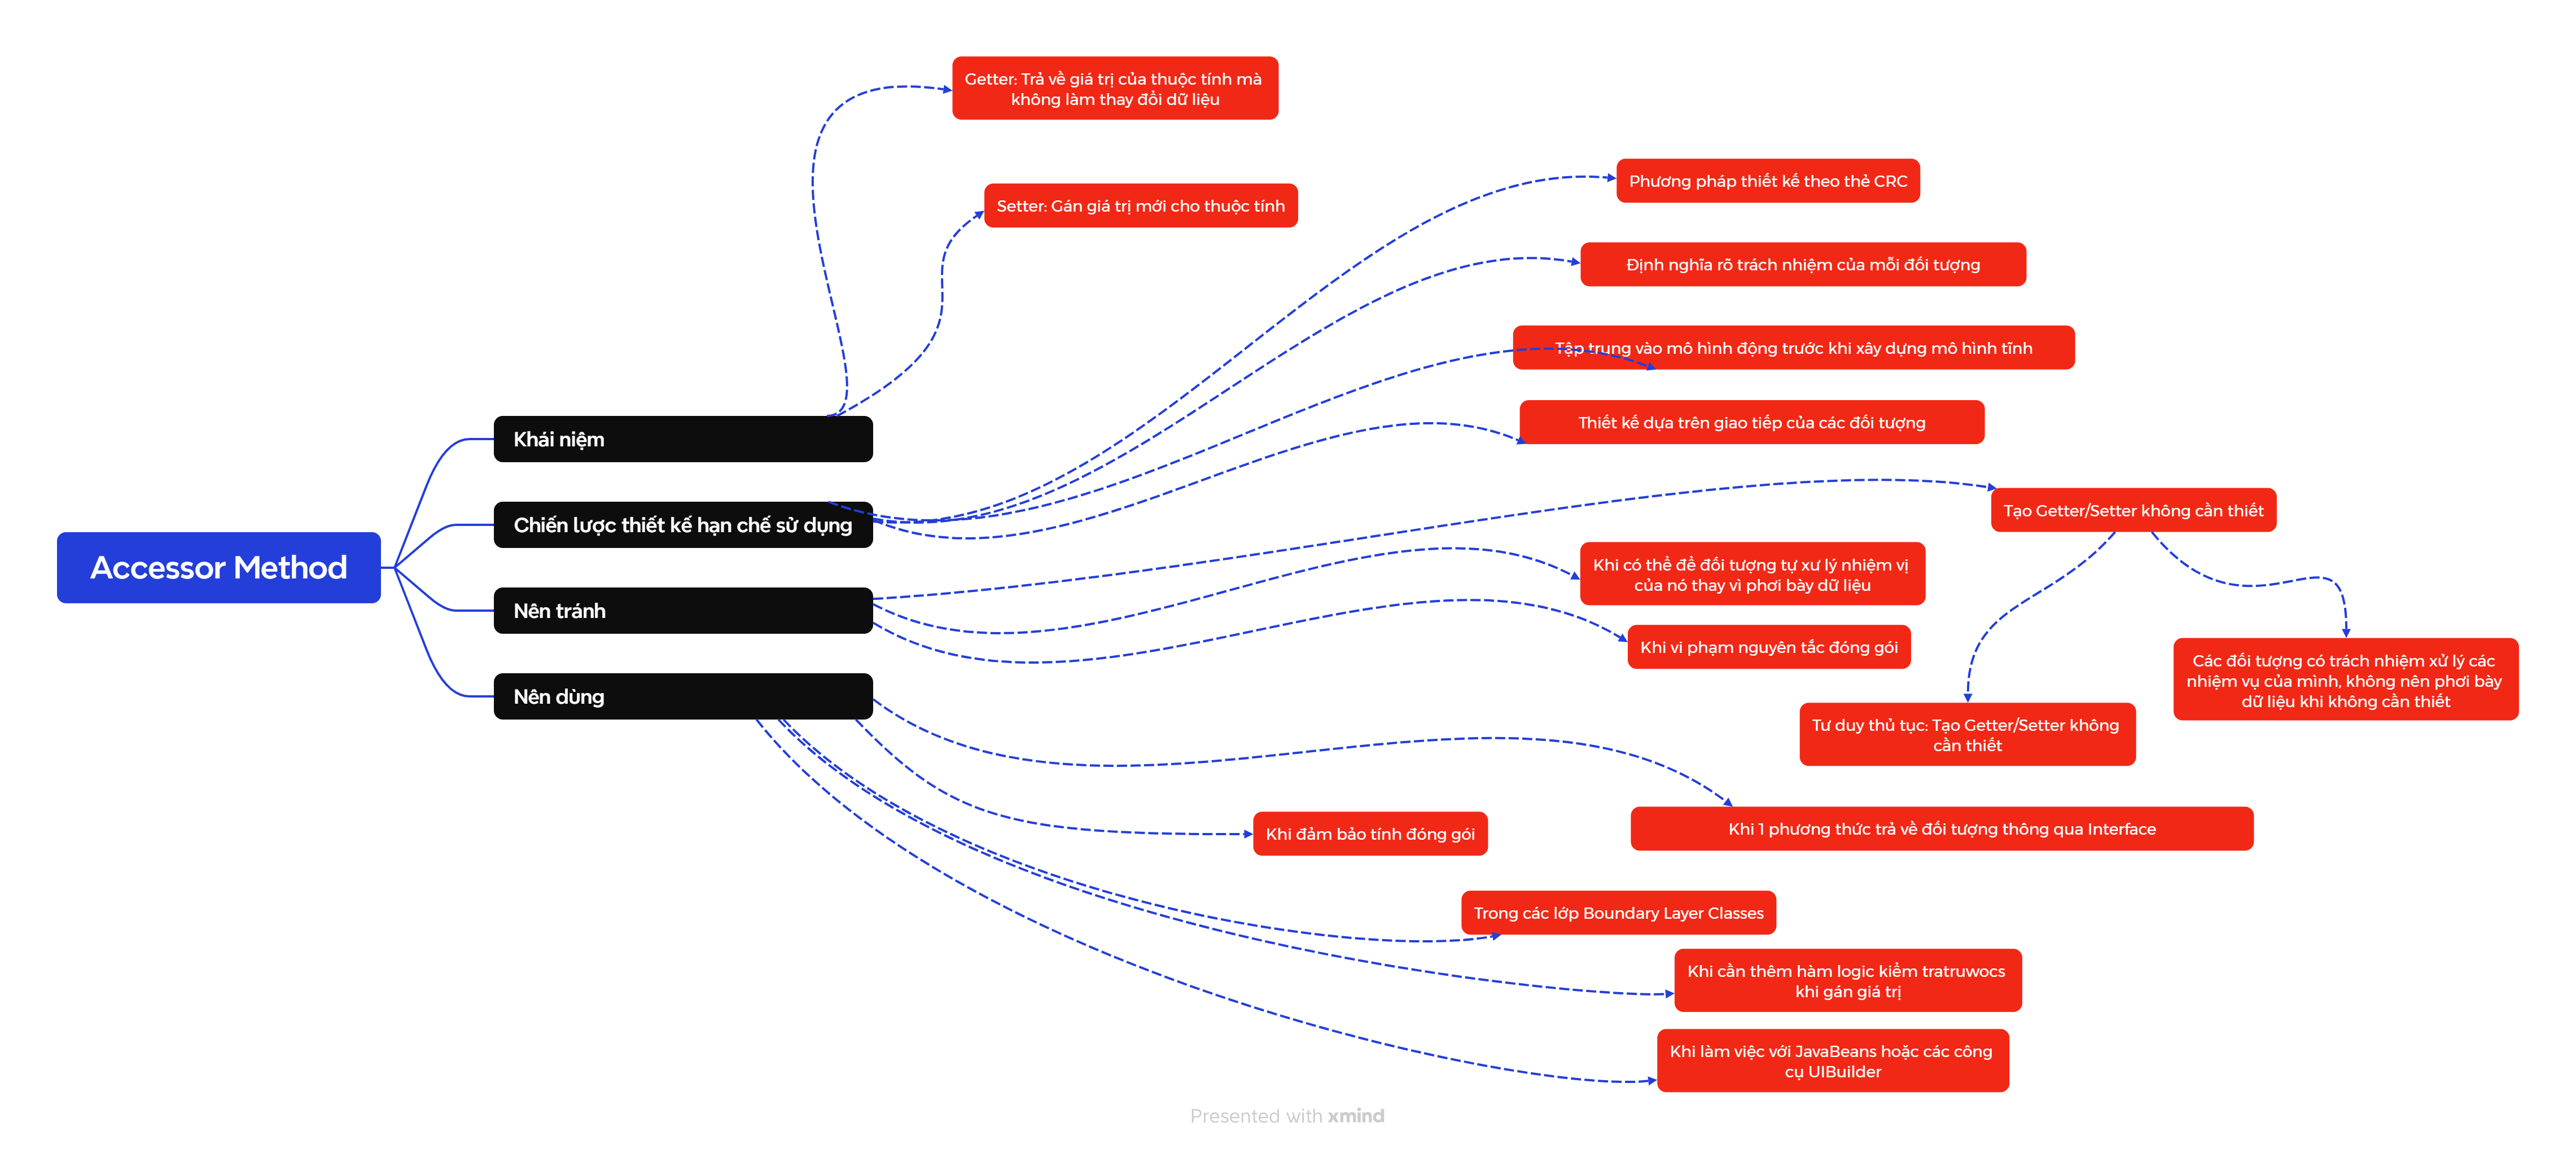 Getter: Trả về giá trị của thuộc tính mà
không làm thay đổi dữ liệu
Setter: Gán giá trị mới cho thuộc tính
Phương pháp thiết kế theo thẻ CRC
Định nghĩa rõ trách nhiệm của mỗi đối tượng
Tập trung vào mô hình động trước khi xây dựng mô hình tĩnh
Thiết kế dựa trên giao tiếp của các đối tượng
Khái niệm
Chiến lược thiết kế hạn chế sử dụng
Accessor Method
Nên tránh
Nên dùng
Tạo Getter/Setter không cần thiết
Khi có thể để đối tượng tự xư lý nhiệm vị
của nó thay vì phơi bày dữ liệu
Khi vi phạm nguyên tắc đóng gói
Các đối tượng có trách nhiệm xử lý các
nhiệm vụ của mình, không nên phơi bày
dữ liệu khi không cần thiết
Tư duy thủ tục: Tạo Getter/Setter không
cần thiết
Khi 1 phương thức trả về đối tượng thông qua Interface
Khi đảm bảo tính đóng gói
Trong các lớp Boundary Layer Classes
Khi cần thêm hàm logic kiểm tratruwocs
khi gán giá trị
Khi làm việc với JavaBeans hoặc các công
cụ UIBuilder
Presented with xmind